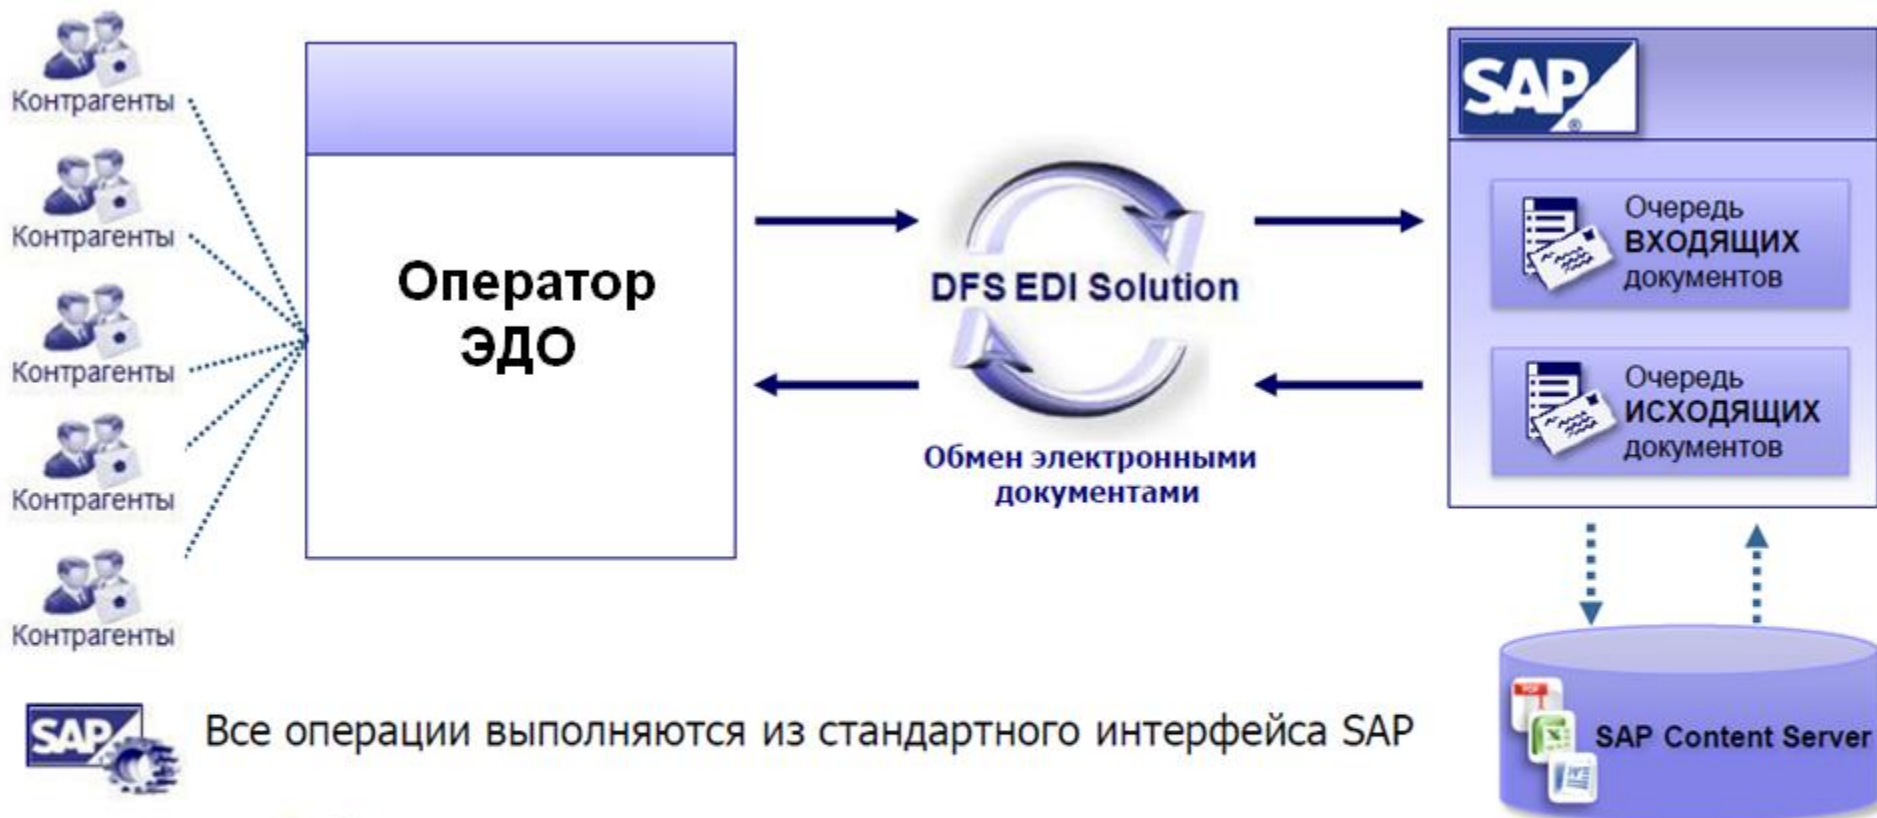 Контрагенты
Контрагенты
Контрагенты
Контрагенты
Контрагенты
Оператор
ЭДО
DFS EDI Solution
Обмен электронными
документами
SAP
®
Очередь
ВХОДЯЩИХ
документов
Очередь
ИСХОДЯЩИХ
документов
SAP
Все операции выполняются из стандартного интерфейса SAP
PDF
SAP Content Server